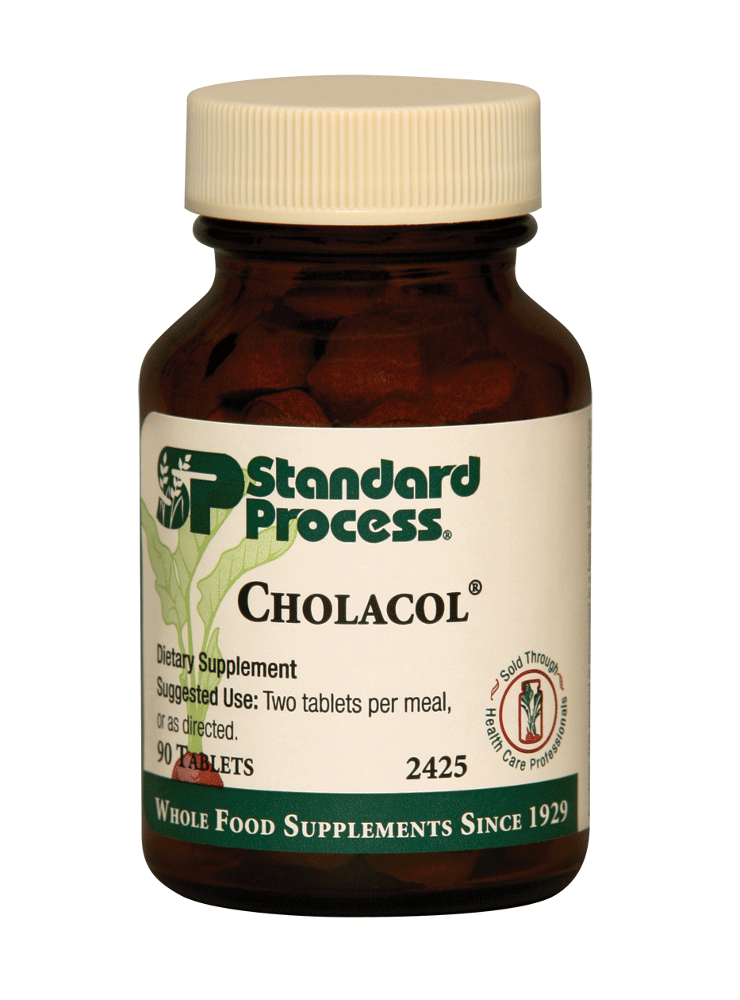 SP Standard
Process®
CHOLACOL®
Dietary Supplement
Suggested Use: Two tablets per meal,
or as directed.
90 TABLETS
2425
Sold Through
Health Care Professionals
WHOLE FOOD SUPPLEMENTS SINCE 1929